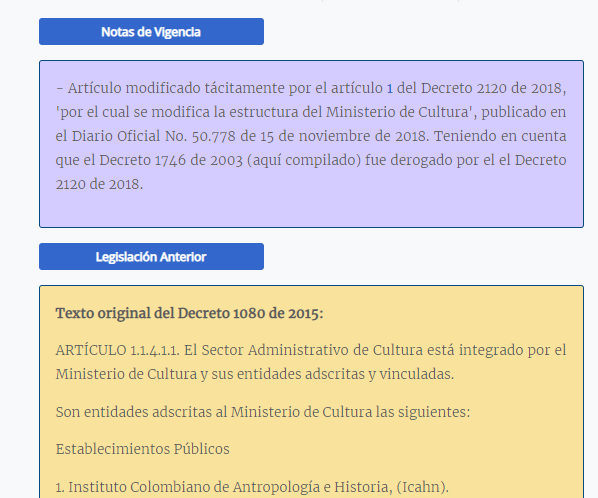 Notas de Vigencia
- Artículo modificado tácitamente por el artículo 1 del Decreto 2120 de 2018,
'por el cual se modifica la estructura del Ministerio de Cultura', publicado en
el Diario Oficial No. 50.778 de 15 de noviembre de 2018. Teniendo en cuenta
que el Decreto 1746 de 2003 (aquí compilado) fue derogado por el el Decreto
2120 de 2018.
Legislación Anterior
Texto original del Decreto 1080 de 2015:
ARTÍCULO 1.1.4.1.1. El Sector Administrativo de Cultura está integrado por el
Ministerio de Cultura y sus entidades adscritas y vinculadas.
Son entidades adscritas al Ministerio de Cultura las siguientes:
Establecimientos Públicos
1. Instituto Colombiano de Antropología e Historia, (Icahn).